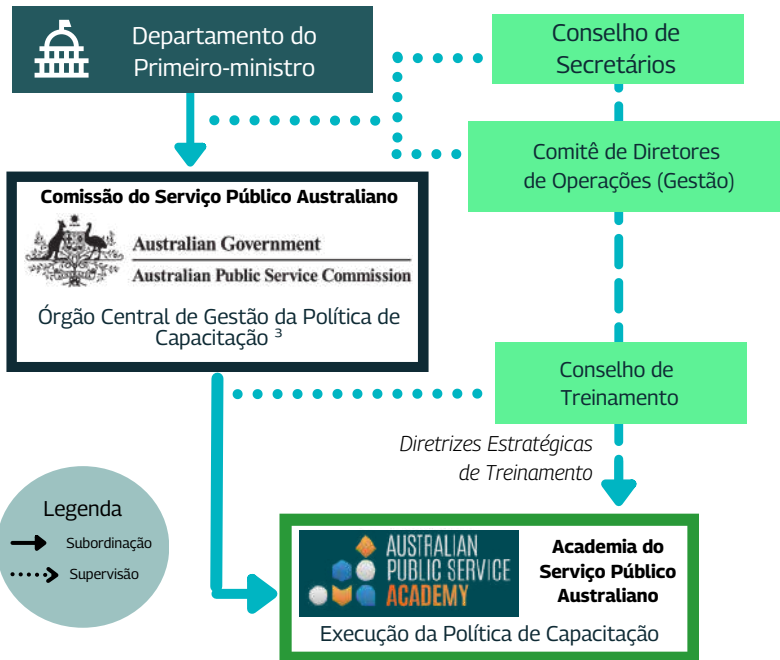 Departamento do
Primeiro-ministro
Conselho de
Secretários
Comitê de Diretores
de Operações (Gestão)
Comissão do Serviço Público Australiano
Australian Government
Australian Public Service Commission
Órgão Central de Gestão da Política de
Capacitação ³
Conselho de
Treinamento
Diretrizes Estratégicas
de Treinamento
Legenda
Subordinação
Supervisão
AUSTRALIAN
PUBLIC SERVICE
ACADEMY
Academia do
Serviço Público
Australiano
Execução da Política de Capacitação